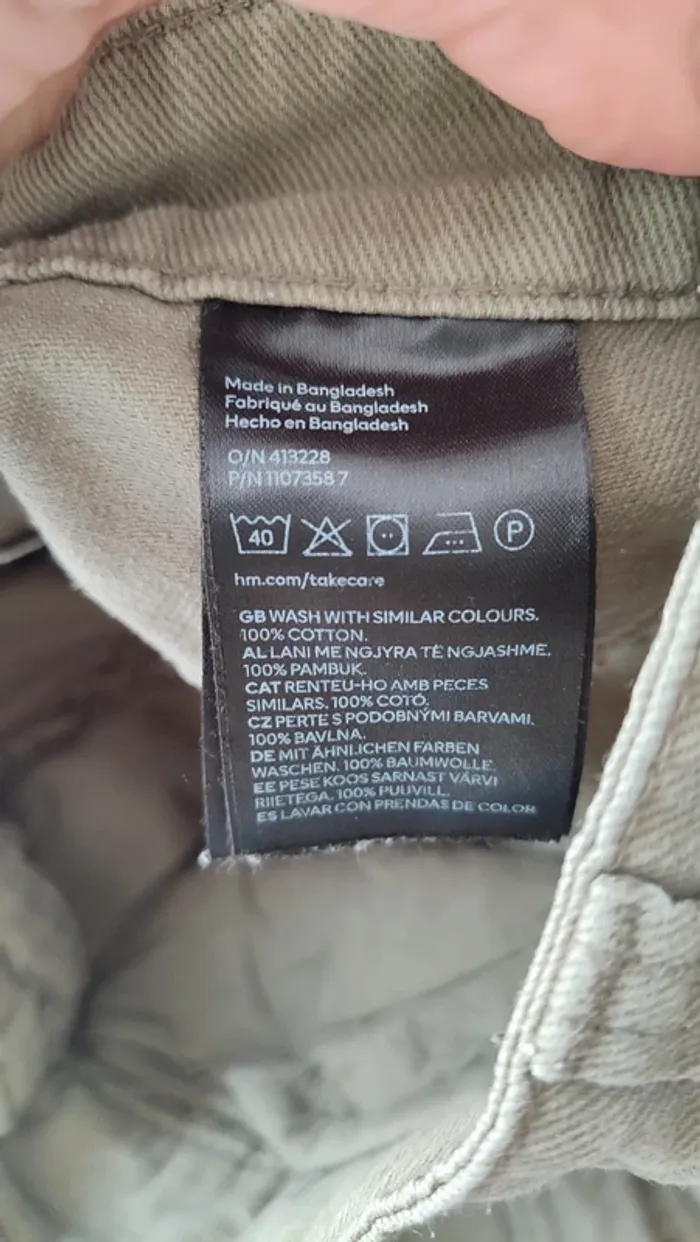 Made in Bangladesh
Fabriqué au Bangladesh
Hecho en Bangladesh
O/N 413228
P/N 1107358 7
40
P
hm.com/takecare
GB WASH WITH SIMILAR COLOURS.
100% COTTON.
AL LANI ME NGJYRA TË NGJASHME.
100% PAMBUK.
CAT RENTEU-HO AMB PECES
SIMILARS. 100% COTÓ.
CZ PERTE S PODOBNÝMI BARVAMI.
100% BAVLNA.
DE MIT ÄHNLICHEN FARBEN
WASCHEN. 100% BAUMWOLLE.
EE PESE KOOS SARNAST VÄRVI
RIIETEGA. 100% PUUVILL.
ES LAVAR CON PRENDAS DE COLOR